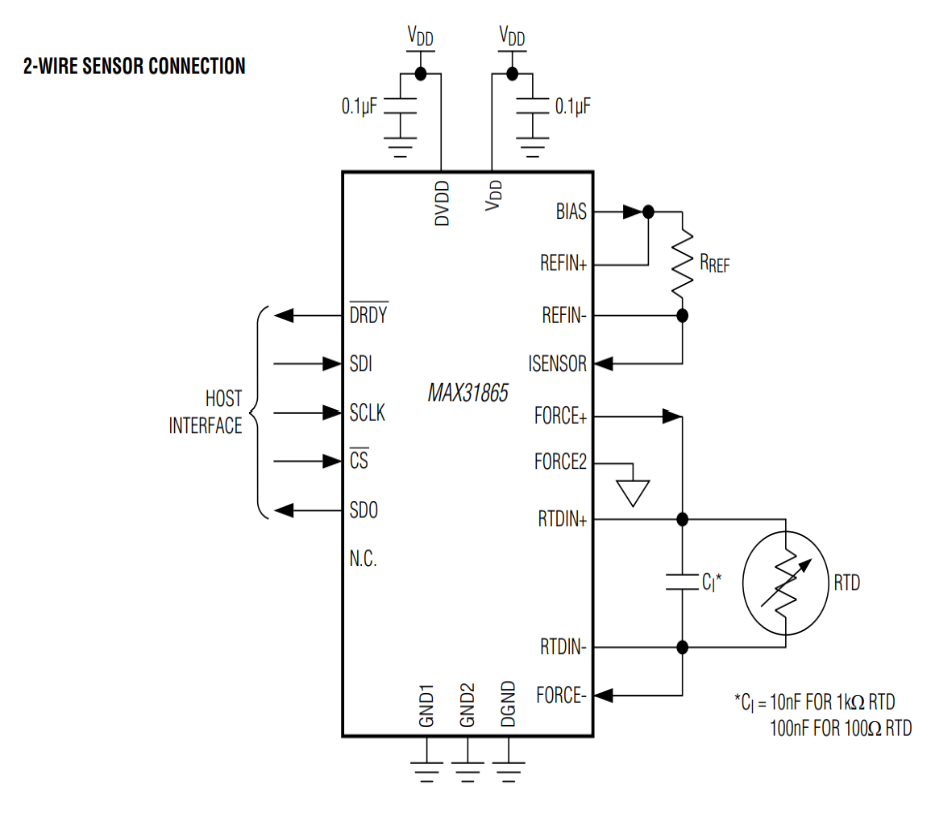 2-WIRE SENSOR CONNECTION
VDD
VDD
0.1µF
0.1µF
DVDD
VDD
BIAS
REFIN+
RREF
DRDY
REFIN-
SDI
ISENSOR
HOST
INTERFACE
MAX31865
SCLK
FORCE+
CS
FORCE2
SDO
RTDIN+
N.C.
CI*
RTD
RTDIN-
FORCE-
GND1
GND2
DGND
*CI = 10nF FOR 1kΩ RTD
100nF FOR 100Ω RTD